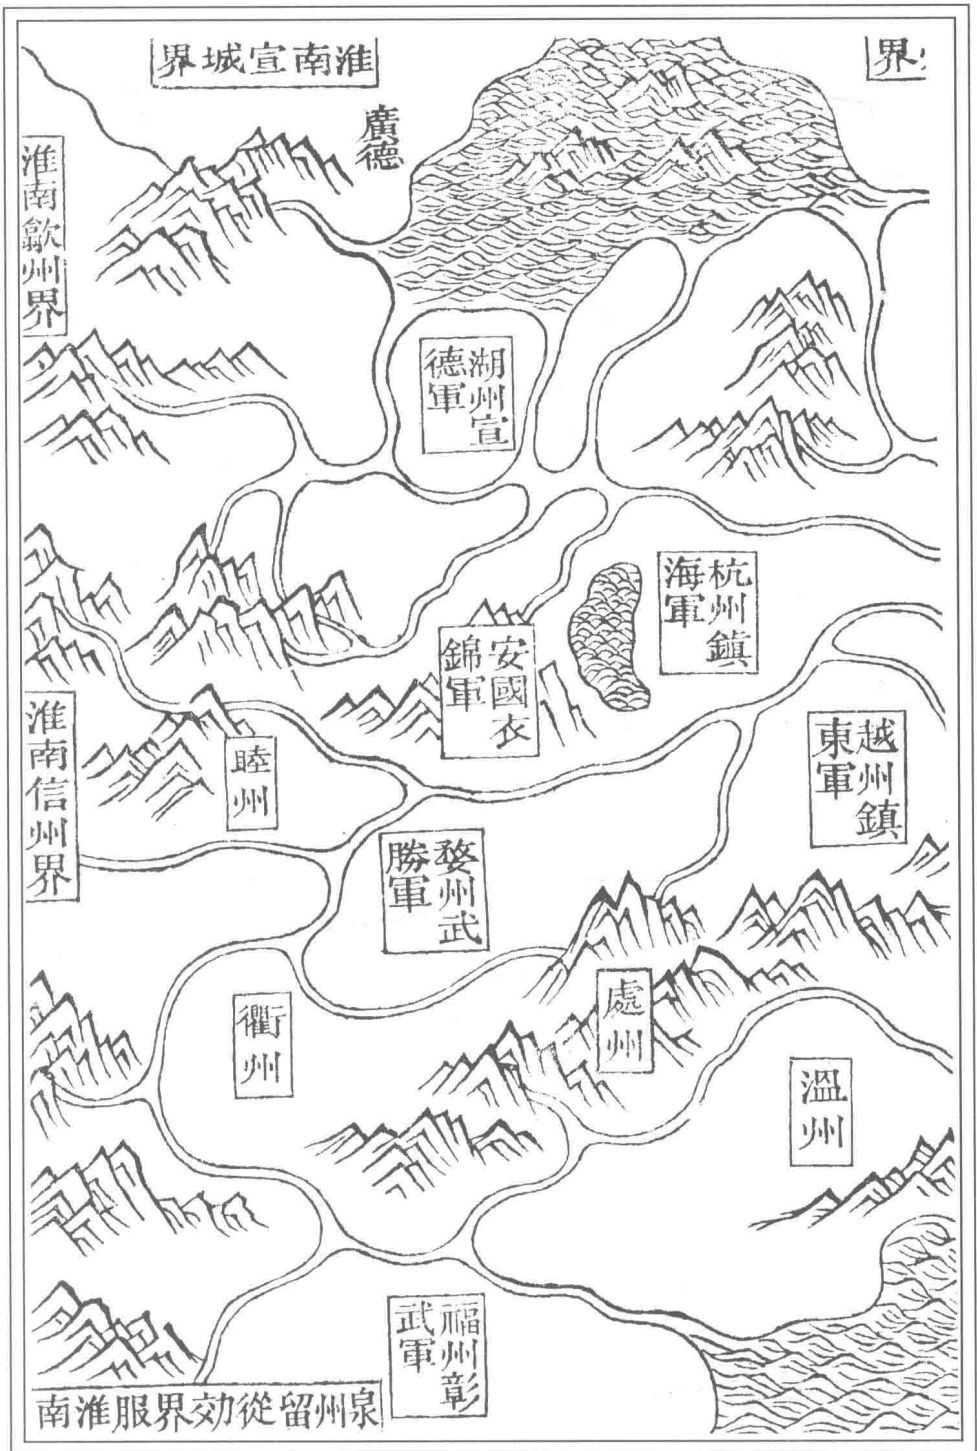 界
淮南宣城界
廣德
淮南歙州界
湖州宣
德軍
杭州鎮
海軍
安國衣
錦軍
越州鎮
東軍
睦州
淮南信州界
婺州武
勝軍
處州
衢州
溫州
福州彰
武軍
泉州留從効界服淮南